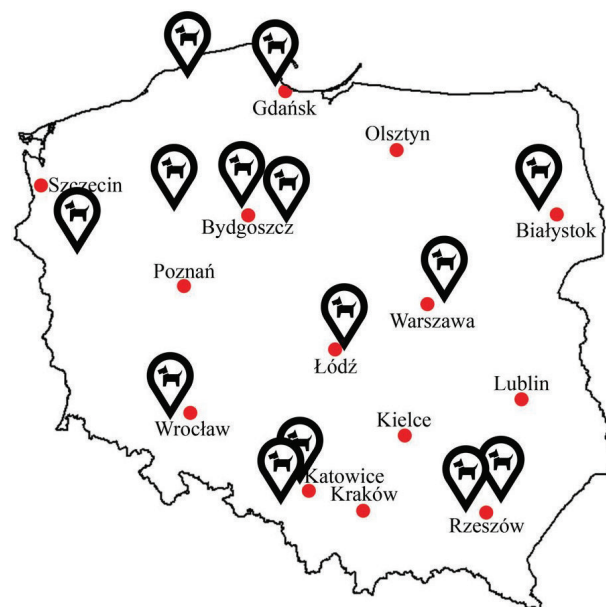 Gdańsk
Olsztyn
Szczecin
Bydgoszcz
Białystok
Poznań
Warszawa
Łódź
Lublin
Wrocław
Kielce
Katowice
Kraków
Rzeszów